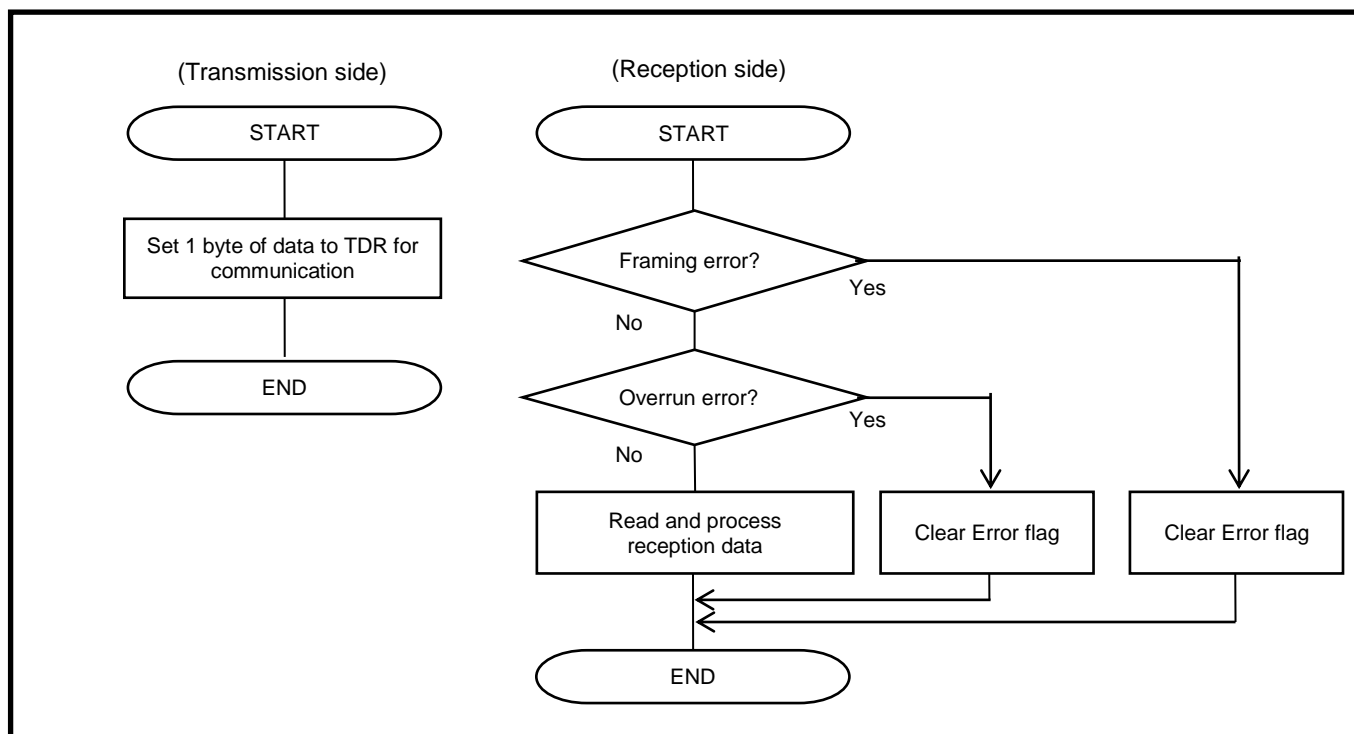 (Transmission side)
START
Set 1 byte of data to TDR for
communication
END
(Reception side)
START
Framing error?
Yes
No
Overrun error?
Yes
No
Read and process
reception data
Clear Error flag
Clear Error flag
END